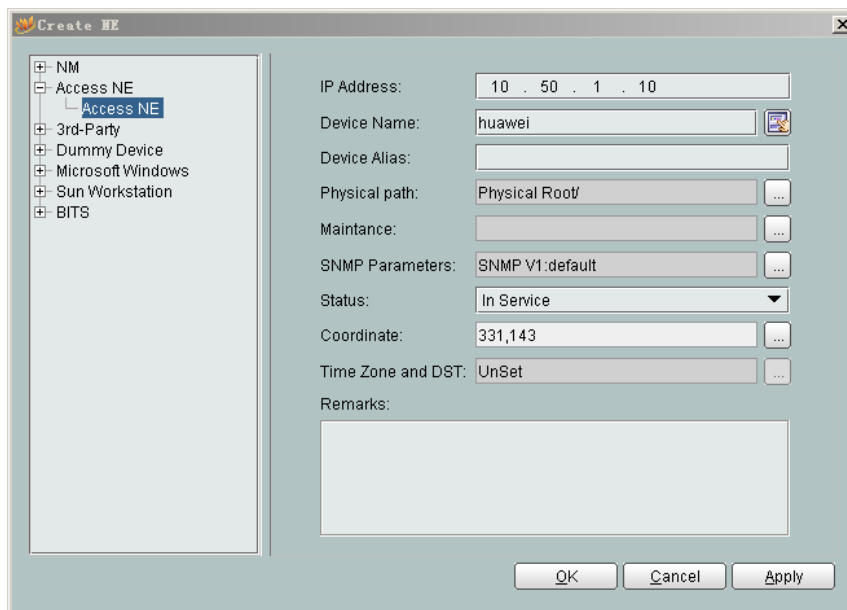 Create NE
NM
Access NE
Access NE
3rd-Party
Dummy Device
Microsoft Windows
Sun Workstation
BITS
IP Address: 10 . 50 . 1 . 10
Device Name: huawei
Device Alias:
Physical path: Physical Root/ ...
Maintance: ...
SNMP Parameters: SNMP V1:default ...
Status: In Service
Coordinate: 331,143 ...
Time Zone and DST: UnSet ...
Remarks:
OK Cancel Apply